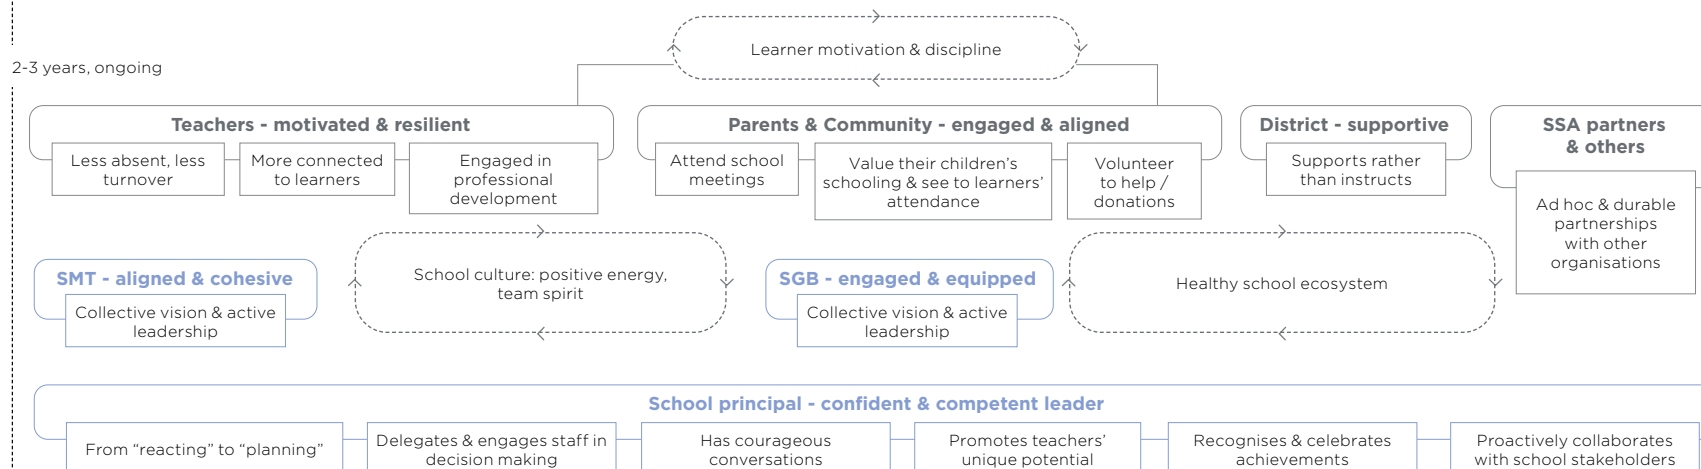 Learner motivation & discipline
2-3 years, ongoing
Teachers - motivated & resilient
Less absent, less
turnover
More connected
to learners
Engaged in
professional
development
Parents & Community - engaged & aligned
Attend school
meetings
Value their children's
schooling & see to learners'
attendance
Volunteer
to help /
donations
District - supportive
Supports rather
than instructs
SSA partners
& others
Ad hoc & durable
partnerships
with other
organisations
SMT - aligned & cohesive
Collective vision & active
leadership
School culture: positive energy,
team spirit
SGB - engaged & equipped
Collective vision & active
leadership
Healthy school ecosystem
School principal - confident & competent leader
From “reacting” to “planning”
Delegates & engages staff in
decision making
Has courageous
conversations
Promotes teachers'
unique potential
Recognises & celebrates
achievements
Proactively collaborates
with school stakeholders